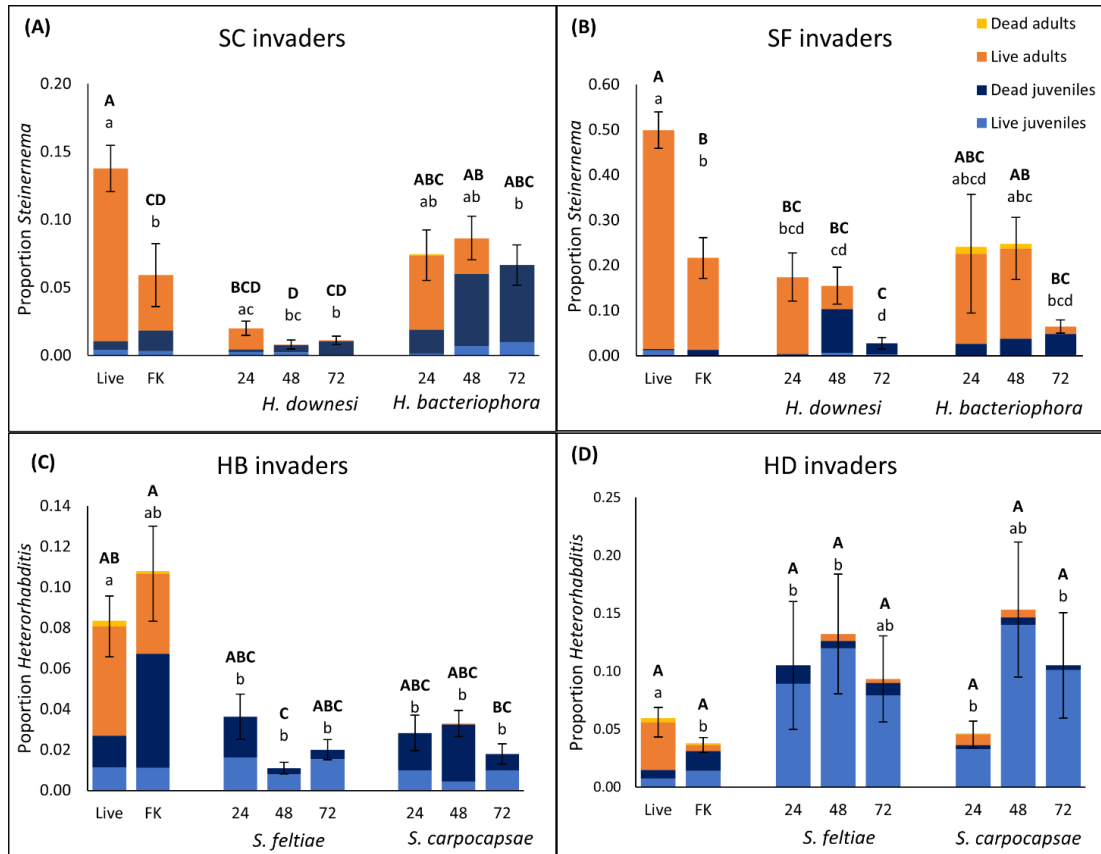 (A)
SC invaders
Proportion Steinernema
0.20
0.15
0.10
0.05
0.00
A
a
CD
b
BCD
ac
D
bc
CD
b
ABC
ab
AB
ab
ABC
b
Live FK 24 48 72 24 48 72
H. downesi H. bacteriophora
(B)
SF invaders
Dead adults
Live adults
Dead juveniles
Live juveniles
Proportion Steinernema
0.60
0.50
0.40
0.30
0.20
0.10
0.00
A
a
B
b
BC
bcd
BC
cd
C
d
ABC
abcd
AB
abc
BC
bcd
Live FK 24 48 72 24 48 72
H. downesi H. bacteriophora
(C)
HB invaders
Poportion Heterorhabditis
0.14
0.12
0.10
0.08
0.06
0.04
0.02
0.00
AB
a
A
ab
ABC
b
C
b
ABC
b
ABC
b
ABC
b
BC
b
Live FK 24 48 72 24 48 72
S. feltiae S. carpocapsae
(D)
HD invaders
Proportion Heterorhabditis
0.25
0.20
0.15
0.10
0.05
0.00
A
a
A
b
A
b
A
b
A
ab
A
b
A
ab
A
b
Live FK 24 48 72 24 48 72
S. feltiae S. carpocapsae